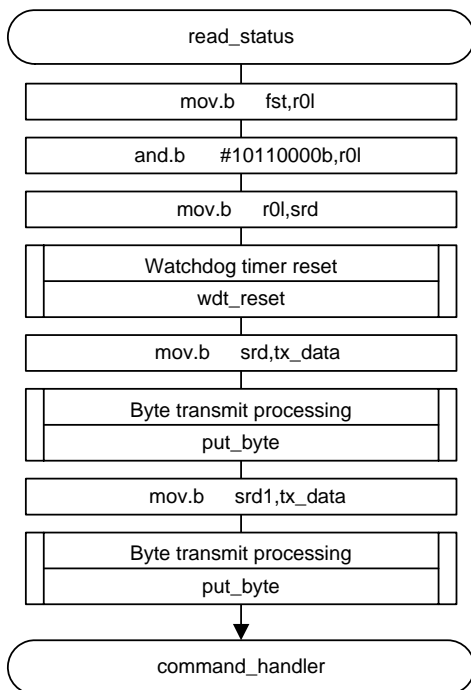 read_status
mov.b fst,r0l
and.b #10110000b,r0l
mov.b r0l,srd
Watchdog timer reset
wdt_reset
mov.b srd,tx_data
Byte transmit processing
put_byte
mov.b srd1,tx_data
Byte transmit processing
put_byte
command_handler